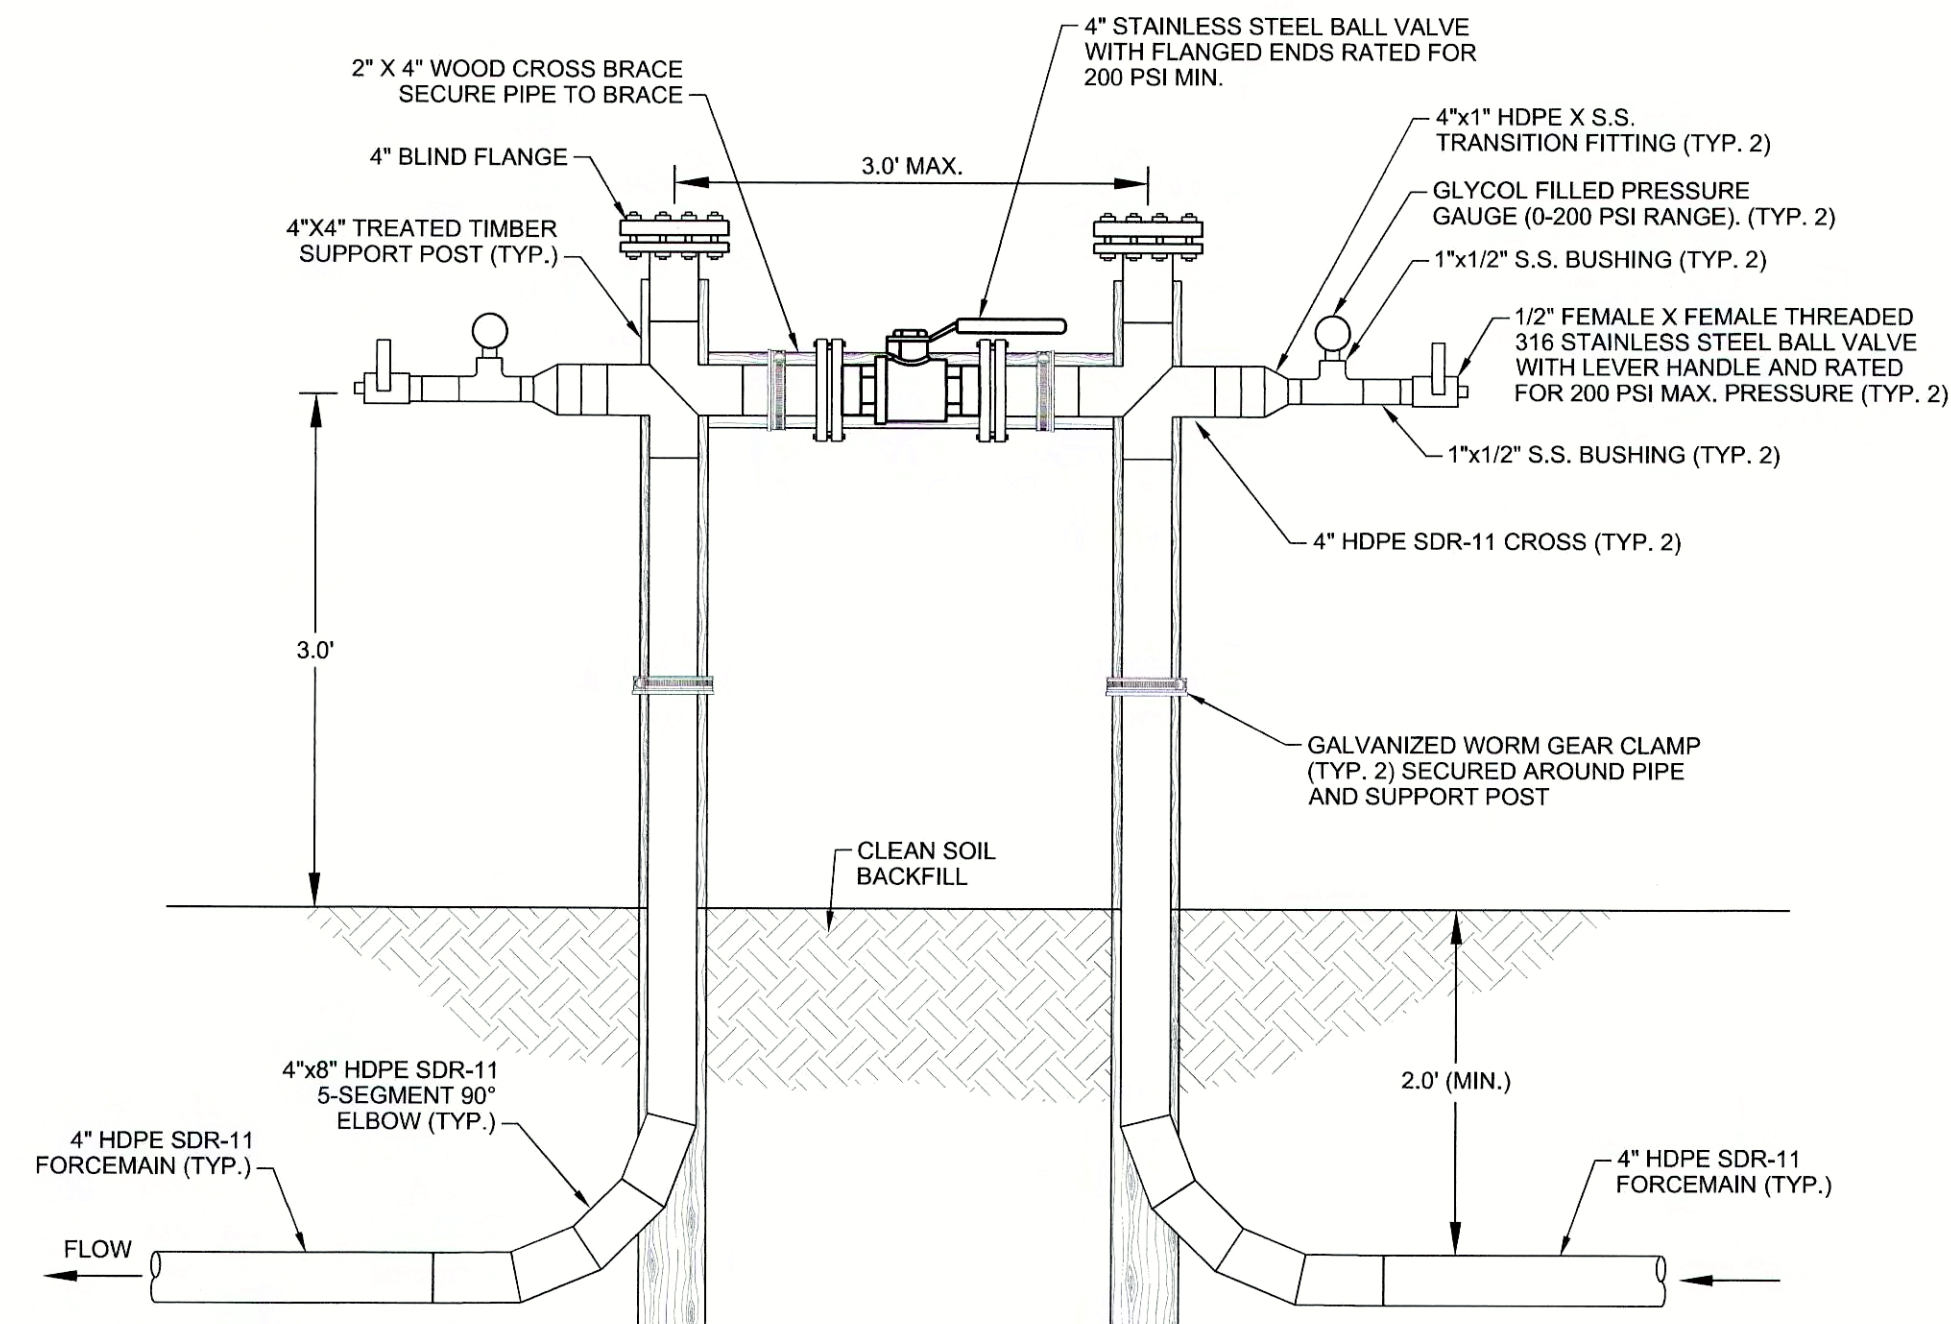 4" STAINLESS STEEL BALL VALVE
WITH FLANGED ENDS RATED FOR
200 PSI MIN.
2" X 4" WOOD CROSS BRACE
SECURE PIPE TO BRACE
4" BLIND FLANGE
3.0' MAX.
4"x1" HDPE X S.S.
TRANSITION FITTING (TYP. 2)
GLYCOL FILLED PRESSURE
GAUGE (0-200 PSI RANGE). (TYP. 2)
4"X4" TREATED TIMBER
SUPPORT POST (TYP.)
1"x1/2" S.S. BUSHING (TYP. 2)
1/2" FEMALE X FEMALE THREADED
316 STAINLESS STEEL BALL VALVE
WITH LEVER HANDLE AND RATED
FOR 200 PSI MAX. PRESSURE (TYP. 2)
1"x1/2" S.S. BUSHING (TYP. 2)
4" HDPE SDR-11 CROSS (TYP. 2)
3.0'
GALVANIZED WORM GEAR CLAMP
(TYP. 2) SECURED AROUND PIPE
AND SUPPORT POST
CLEAN SOIL
BACKFILL
4"x8" HDPE SDR-11
5-SEGMENT 90°
ELBOW (TYP.)
2.0' (MIN.)
4" HDPE SDR-11
FORCEMAIN (TYP.)
4" HDPE SDR-11
FORCEMAIN (TYP.)
FLOW